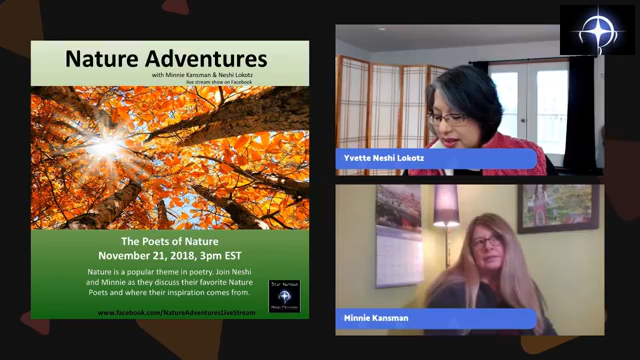 Nature Adventures
with Minnie Kansman & Neshi Lokotz
live stream show on Facebook
The Poets of Nature
November 21, 2018, 3pm EST
Nature is a popular theme in poetry. Join Neshi
and Minnie as they discuss their favorite Nature
Poets and where their inspiration comes from.
www.facebook.com/NatureAdventuresLiveStream
Yvette Neshi Lokotz
Minnie Kansman